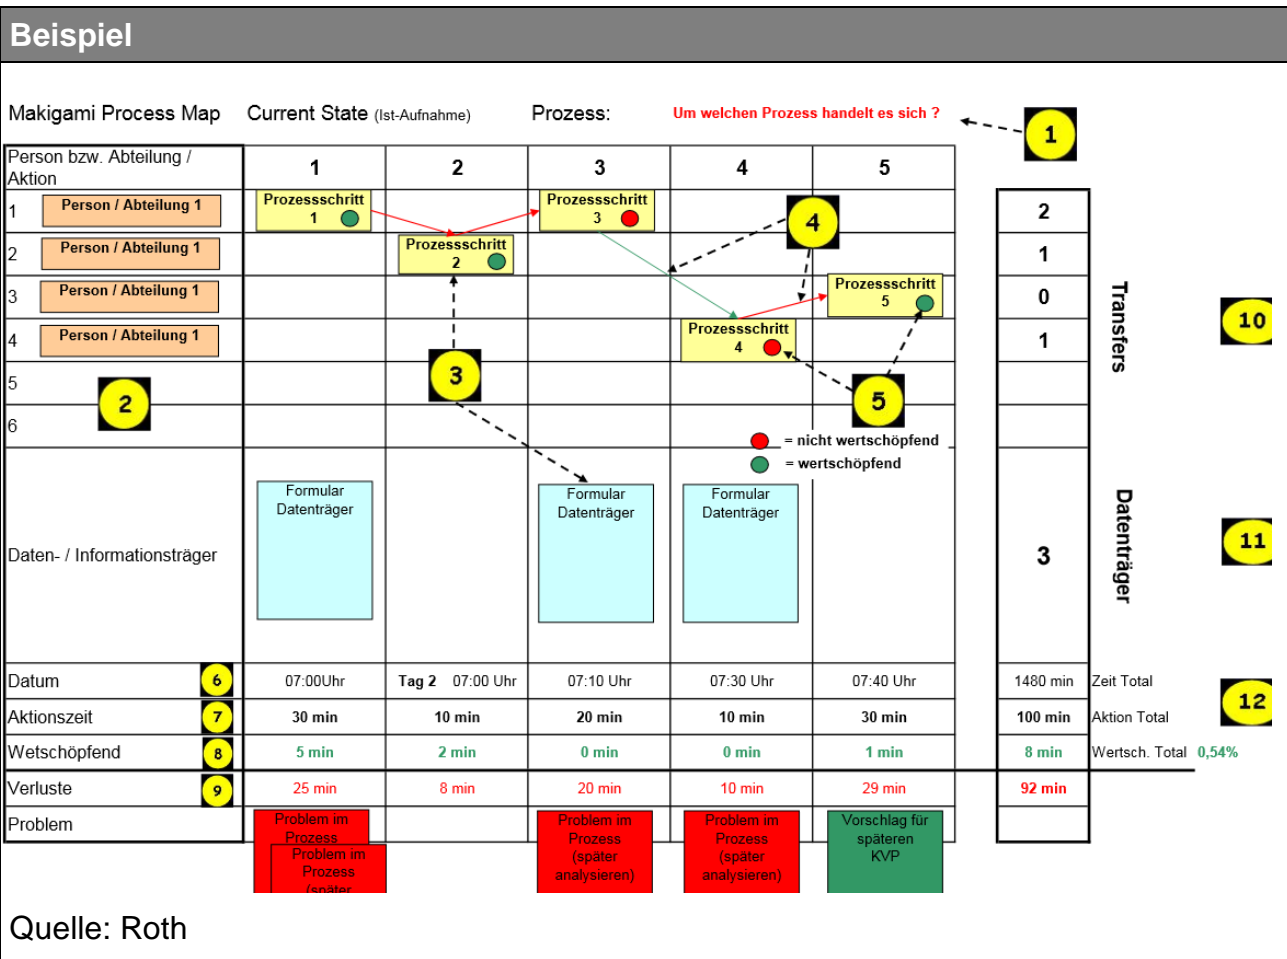 Beispiel
Makigami Process Map Current State (Ist-Aufnahme) Prozess: Um welchen Prozess handelt es sich ?
1
Person bzw. Abteilung /
Aktion
1 2 3 4 5
1 Person / Abteilung 1
Prozessschritt
1
Prozessschritt
3
2
4
2 Person / Abteilung 1
Prozessschritt
2
1
3 Person / Abteilung 1
Prozessschritt
5
0
4 Person / Abteilung 1
Prozessschritt
4
1
Transfers
10
5
3
5
2
6
= nicht wertschöpfend
= wertschöpfend
Daten- / Informationsträger
Formular
Datenträger
Formular
Datenträger
Formular
Datenträger
3
Datenträger
11
Datum 6 07:00Uhr Tag 2 07:00 Uhr 07:10 Uhr 07:30 Uhr 07:40 Uhr 1480 min Zeit Total
12
Aktionszeit 7 30 min 10 min 20 min 10 min 30 min 100 min Aktion Total
Wetschöpfend 8 5 min 2 min 0 min 0 min 1 min 8 min Wertsch. Total 0,54%
Verluste 9 25 min 8 min 20 min 10 min 29 min 92 min
Problem
Problem im
Prozess
Problem im
Prozess
(später
Problem im
Prozess
(später
analysieren)
Problem im
Prozess
(später
analysieren)
Vorschlag für
späteren
KVP
Quelle: Roth